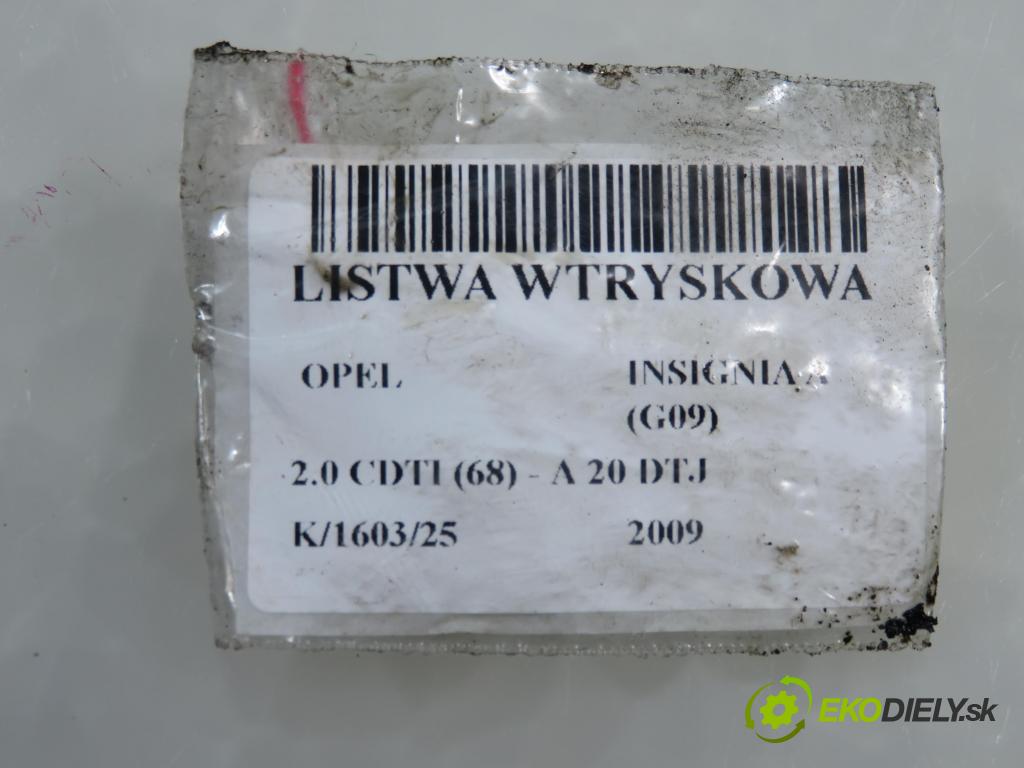 LISTWA WTRYSKOWA
OPEL
INSIGNIA A
(G09)
2.0 CDTI (68) - A 20 DTJ
K/1603/25
2009
EKODIELY.sk